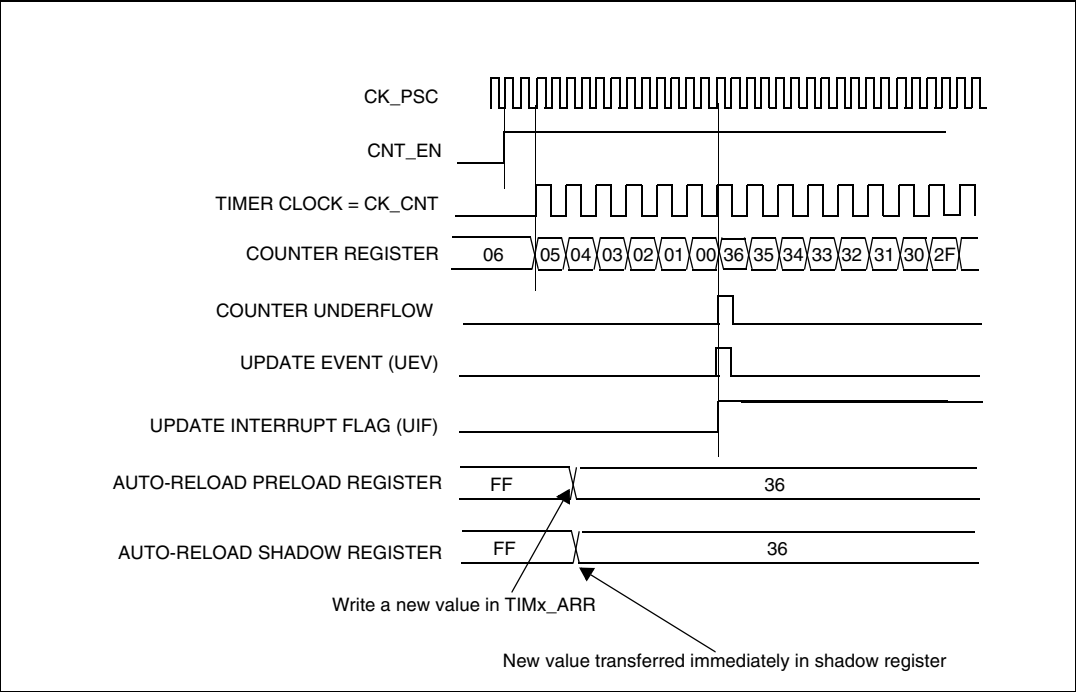 CK_PSC
CNT_EN
TIMER CLOCK = CK_CNT
COUNTER REGISTER 06 05 04 03 02 01 00 36 35 34 33 32 31 30 2F
COUNTER UNDERFLOW
UPDATE EVENT (UEV)
UPDATE INTERRUPT FLAG (UIF)
AUTO-RELOAD PRELOAD REGISTER FF 36
AUTO-RELOAD SHADOW REGISTER FF 36
Write a new value in TIMx_ARR
New value transferred immediately in shadow register